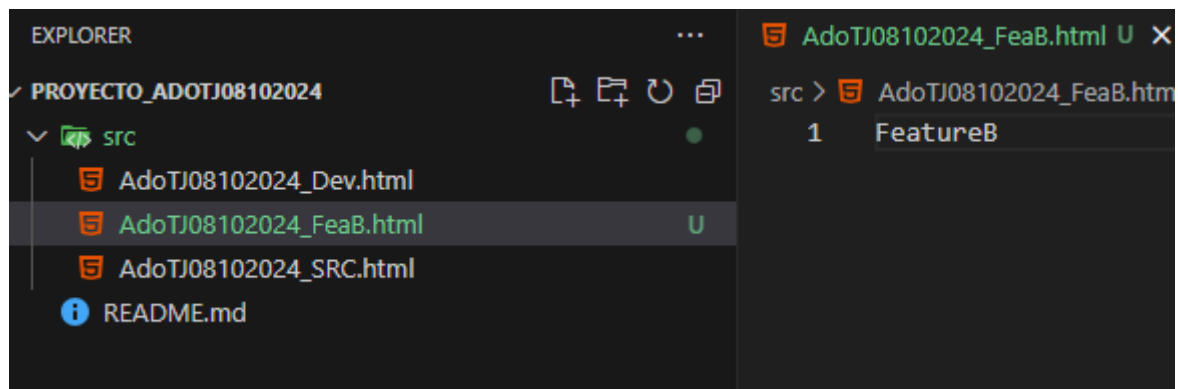 EXPLORER
PROYECTO_ADOTJ08102024
src
AdoTJ08102024_Dev.html
AdoTJ08102024_FeaB.html U
AdoTJ08102024_SRC.html
README.md
AdoTJ08102024_FeaB.html U
src > AdoTJ08102024_FeaB.htm
1 FeatureB